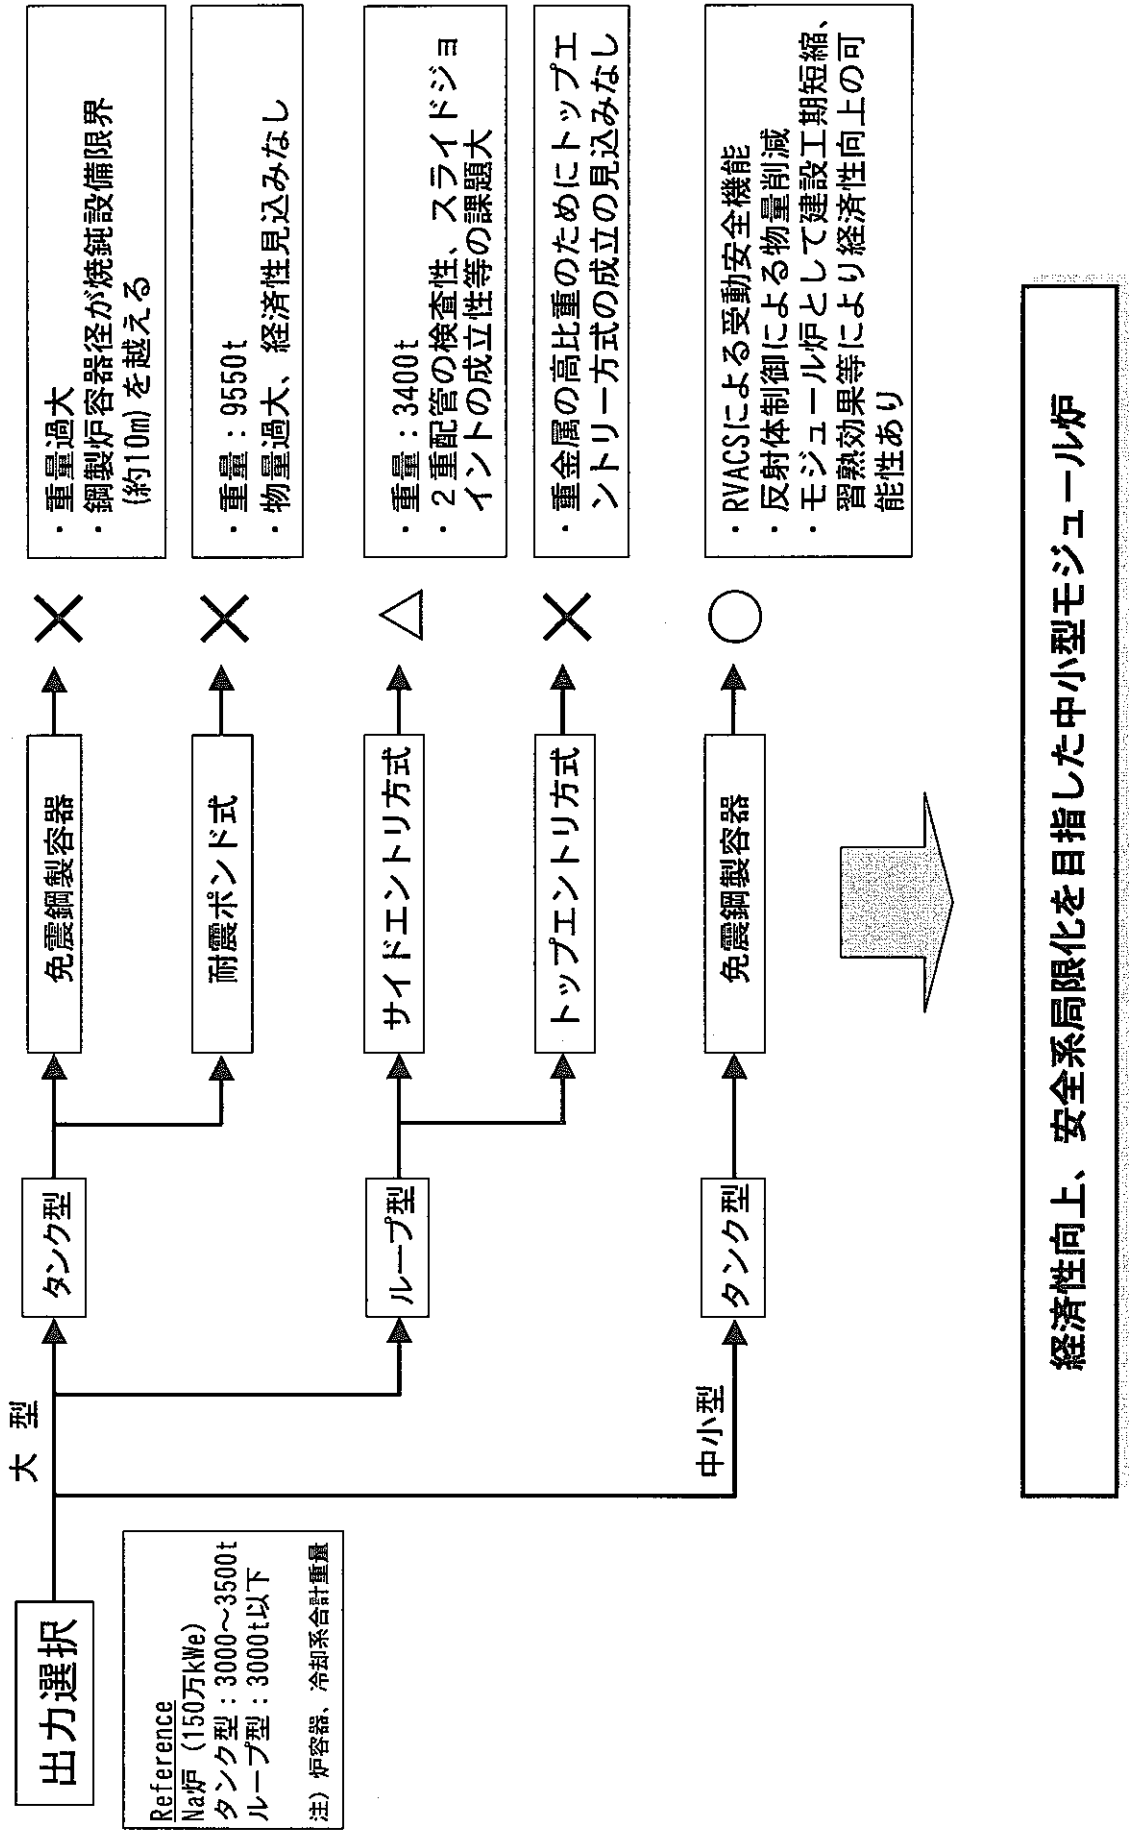 出力選択
Reference
Na炉 (150万kWe)
タンク型：3000～3500t
ループ型：3000t以下
注) 炉容器、冷却系合計重量
大 型
中小型
タンク型
免震鋼製容器
×
・重量過大
・鋼製炉容器径が焼鈍設備限界
(約10m)を越える
耐震ポンド式
×
・重量：9550t
・物量過大、経済性見込みなし
ループ型
サイドエントリ方式
△
・重量：3400t
・２重配管の検査性、スライドジョ
イントの成立性等の課題大
トップエントリ方式
×
・重金属の高比重のためにトップエ
ントリー方式の成立の見込みなし
タンク型
免震鋼製容器
○
・RVACSによる受動安全機能
・反射体制御による物量削減
・モジュール炉として建設工期短縮、
習熟効果等により経済性向上の可
能性あり
経済性向上、安全系局限化を目指した中小型モジュール炉